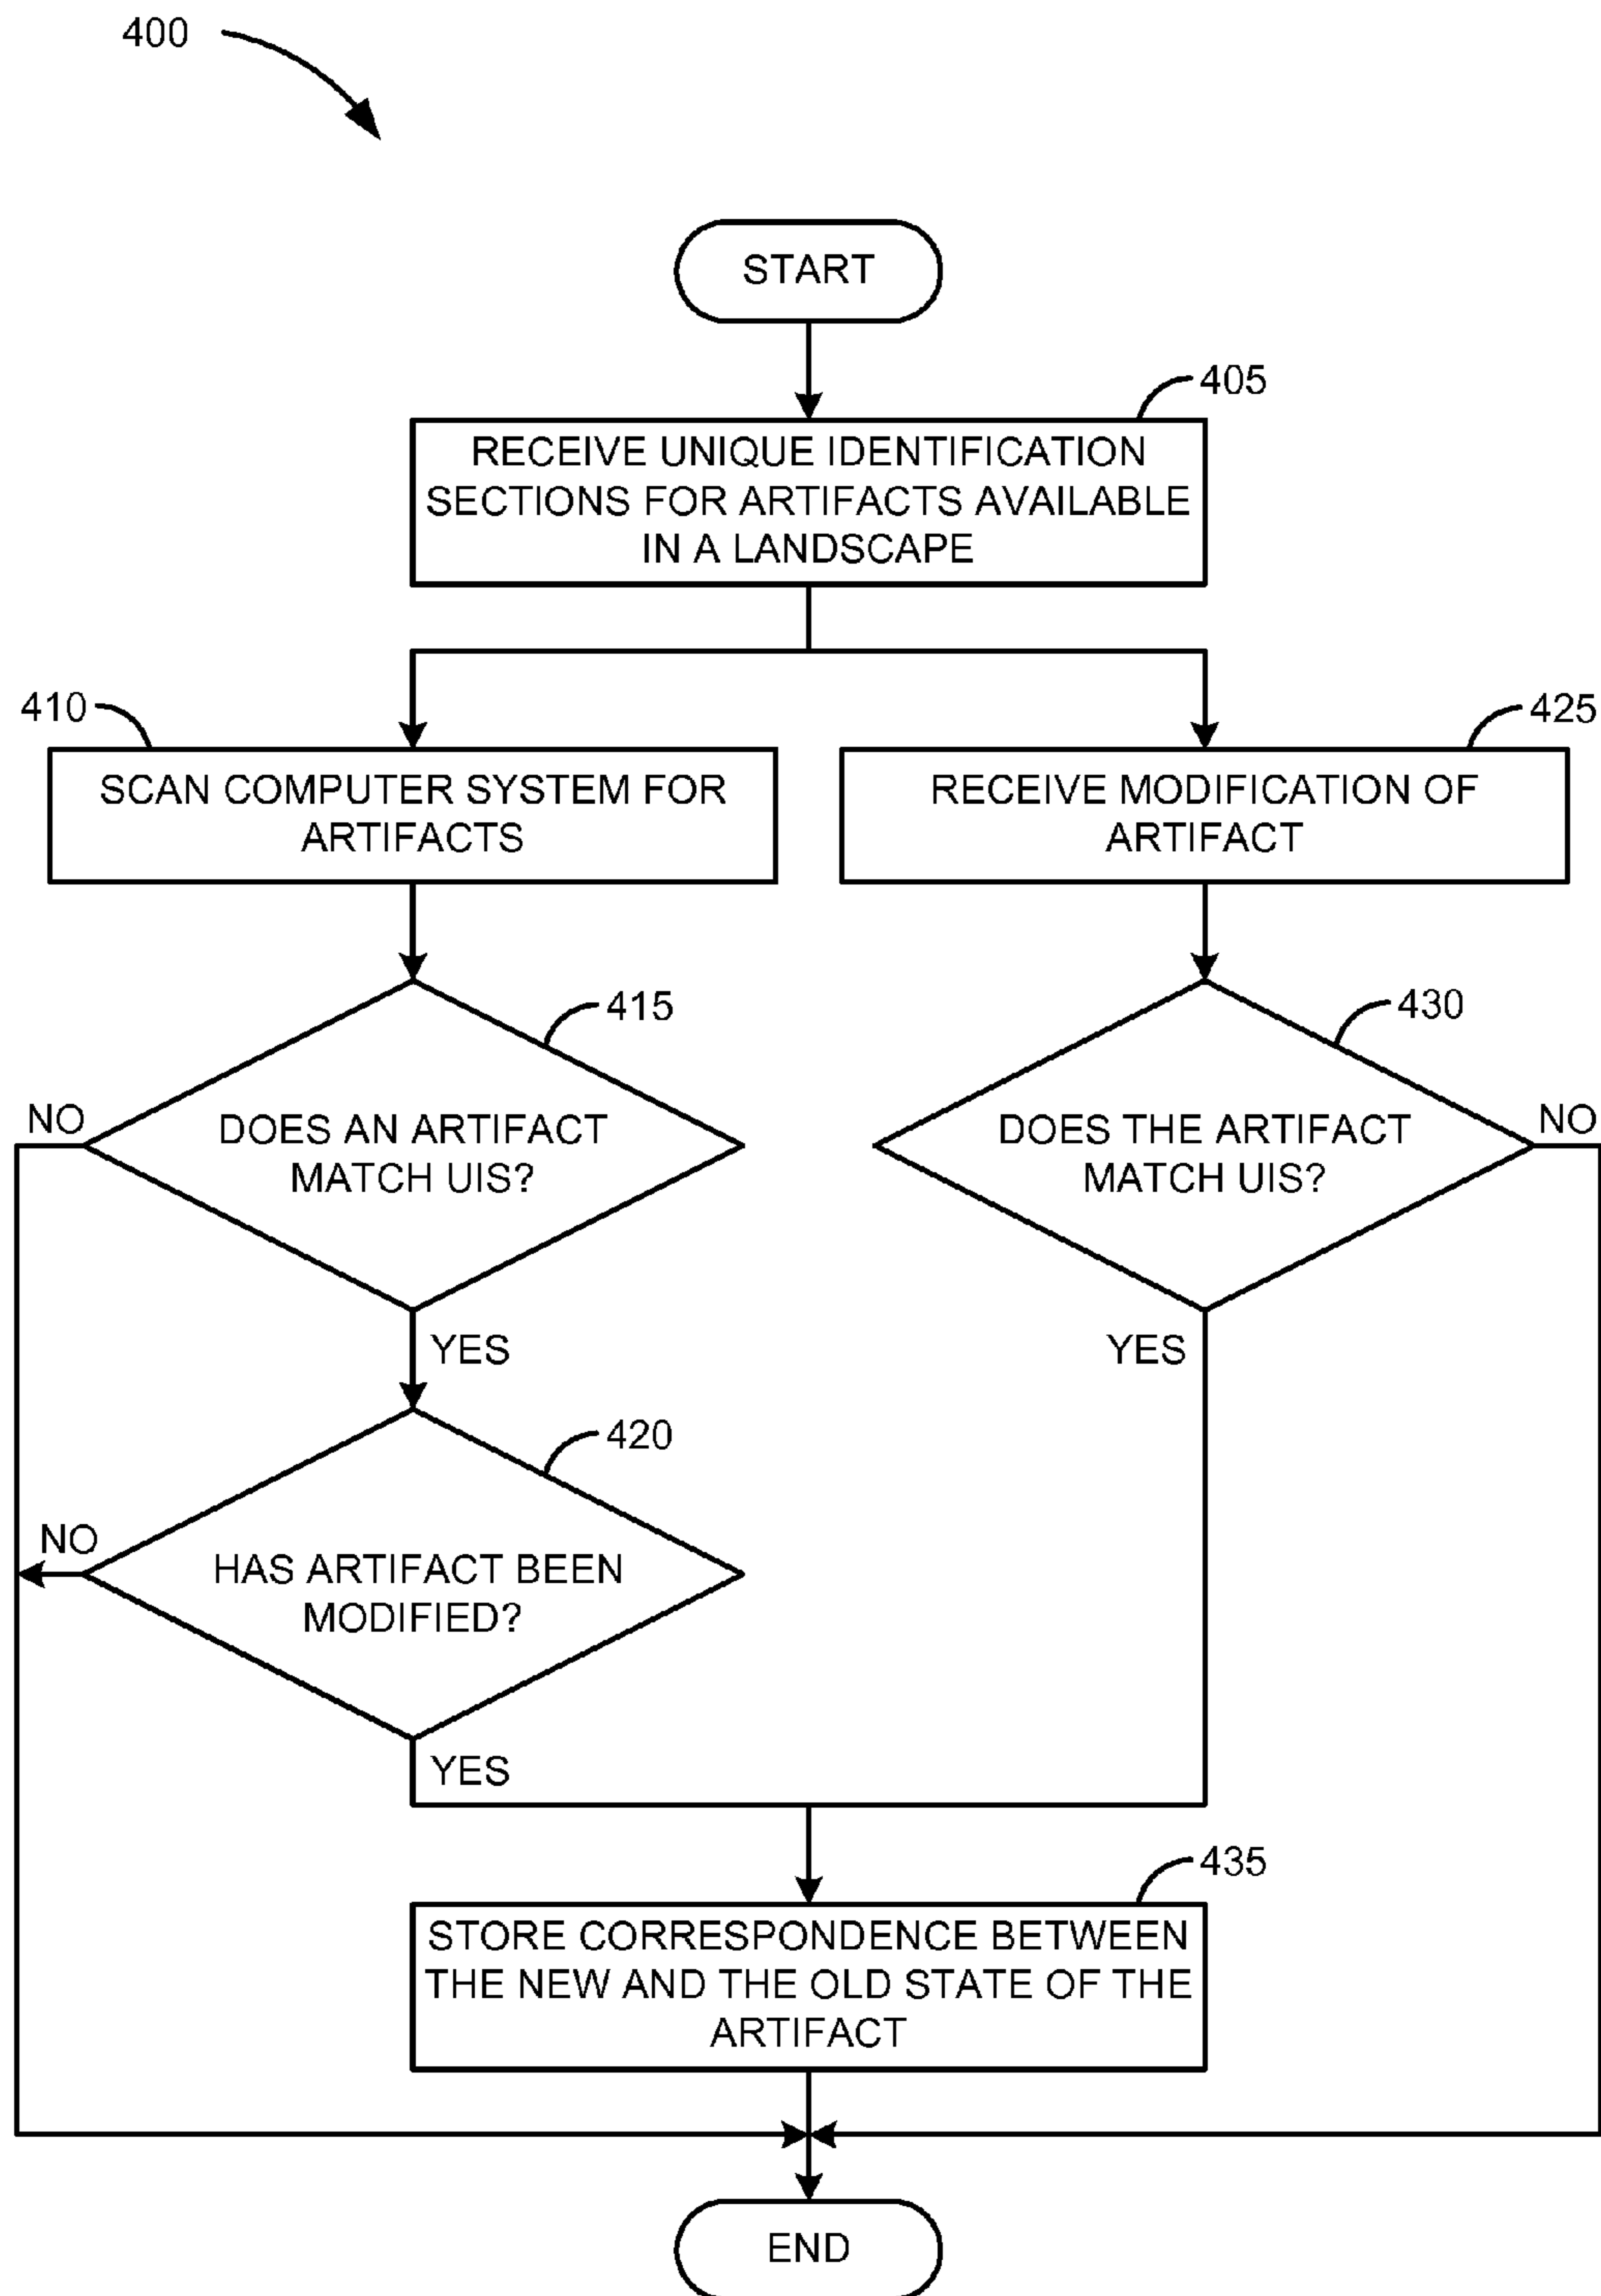 400
START
405
RECEIVE UNIQUE IDENTIFICATION
SECTIONS FOR ARTIFACTS AVAILABLE
IN A LANDSCAPE
410
SCAN COMPUTER SYSTEM FOR
ARTIFACTS
425
RECEIVE MODIFICATION OF
ARTIFACT
415
NO
DOES AN ARTIFACT
MATCH UIS?
YES
430
DOES THE ARTIFACT
MATCH UIS?
NO
YES
420
NO
HAS ARTIFACT BEEN
MODIFIED?
YES
435
STORE CORRESPONDENCE BETWEEN
THE NEW AND THE OLD STATE OF THE
ARTIFACT
END